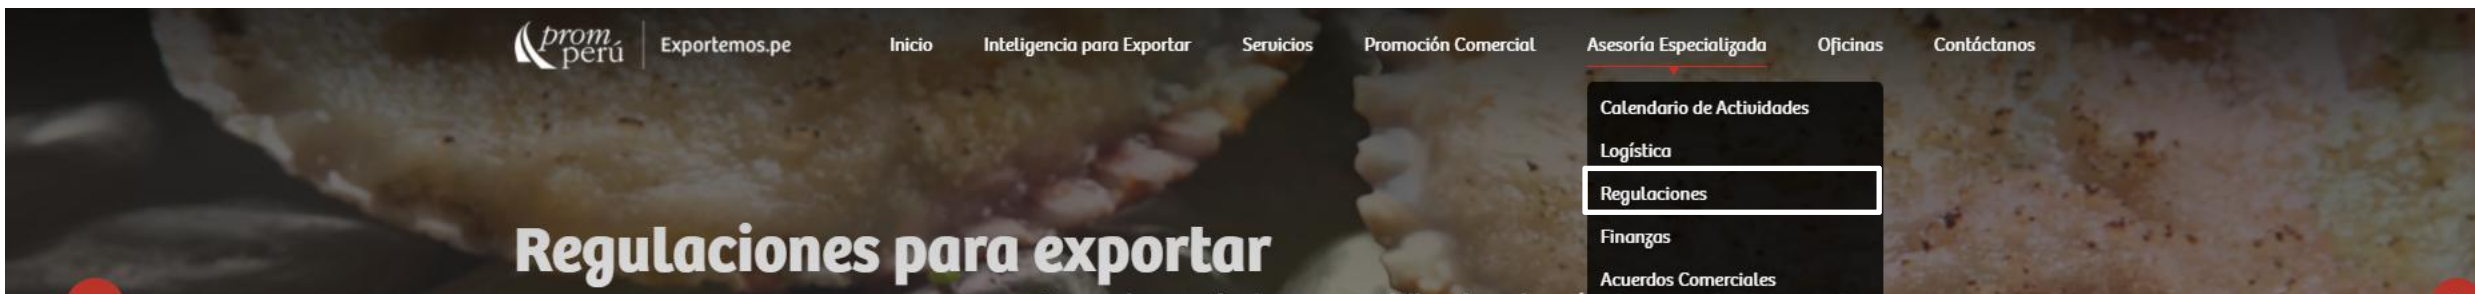 prom
perú
Exportemos.pe
Inicio
Inteligencia para Exportar
Servicios
Promoción Comercial
Asesoría Especializada
Oficinas
Contáctanos
Calendario de Actividades
Logística
Regulaciones
Finanzas
Acuerdos Comerciales
Regulaciones para exportar